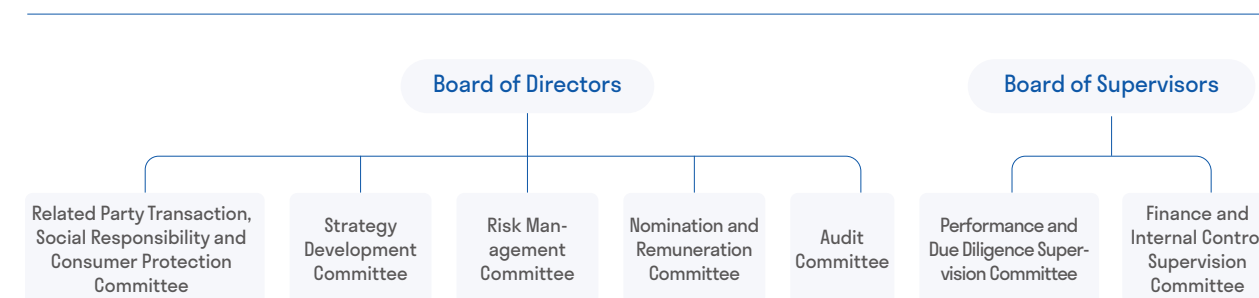 Board of Directors
Board of Supervisors
Related Party Transaction,
Social Responsibility and
Consumer Protection
Committee
Strategy
Development
Committee
Risk Man-
agement
Committee
Nomination and
Remuneration
Committee
Audit
Committee
Performance and
Due Diligence Super-
vision Committee
Finance and
Internal Contro
Supervision
Committee